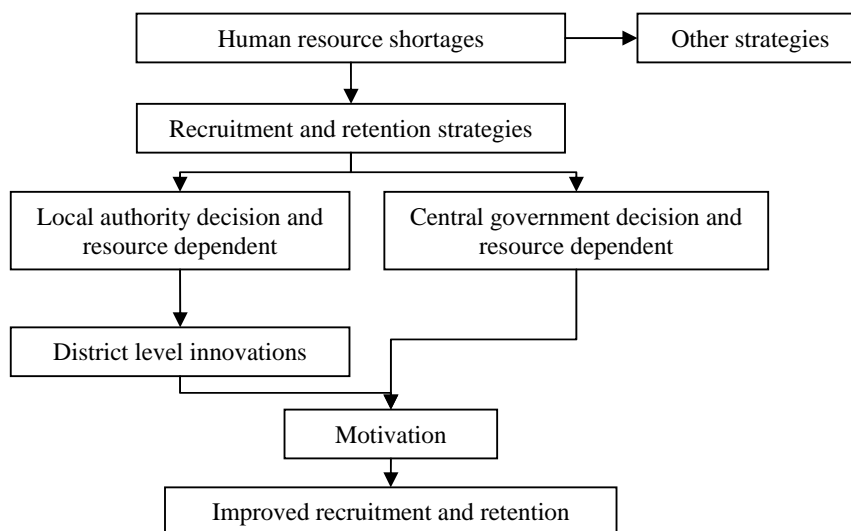 Human resource shortages
Other strategies
Recruitment and retention strategies
Local authority decision and
resource dependent
Central government decision and
resource dependent
District level innovations
Motivation
Improved recruitment and retention